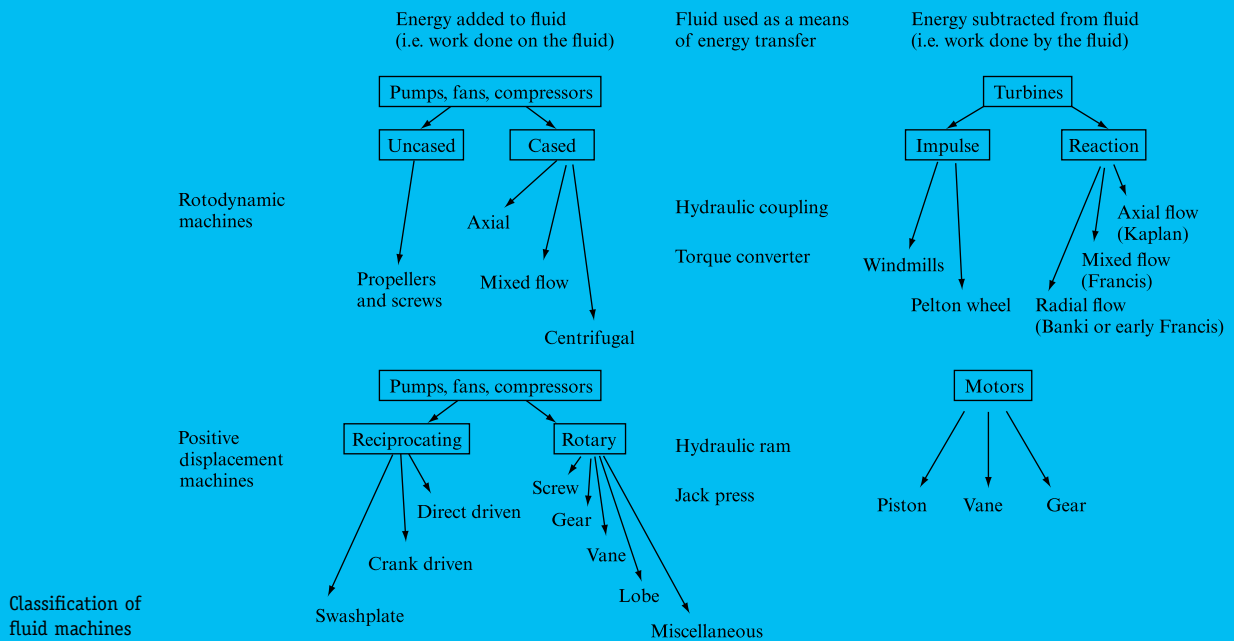 Energy added to fluid
(i.e. work done on the fluid)
Fluid used as a means
of energy transfer
Energy subtracted from fluid
(i.e. work done by the fluid)
Pumps, fans, compressors
Turbines
Uncased
Cased
Impulse
Reaction
Rotodynamic
machines
Axial
Propellers
and screws
Mixed flow
Centrifugal
Hydraulic coupling
Torque converter
Windmills
Pelton wheel
Axial flow
(Kaplan)
Mixed flow
(Francis)
Radial flow
(Banki or early Francis)
Pumps, fans, compressors
Motors
Positive
displacement
machines
Reciprocating
Rotary
Direct driven
Crank driven
Swashplate
Screw
Gear
Vane
Lobe
Miscellaneous
Hydraulic ram
Jack press
Piston
Vane
Gear
Classification of
fluid machines